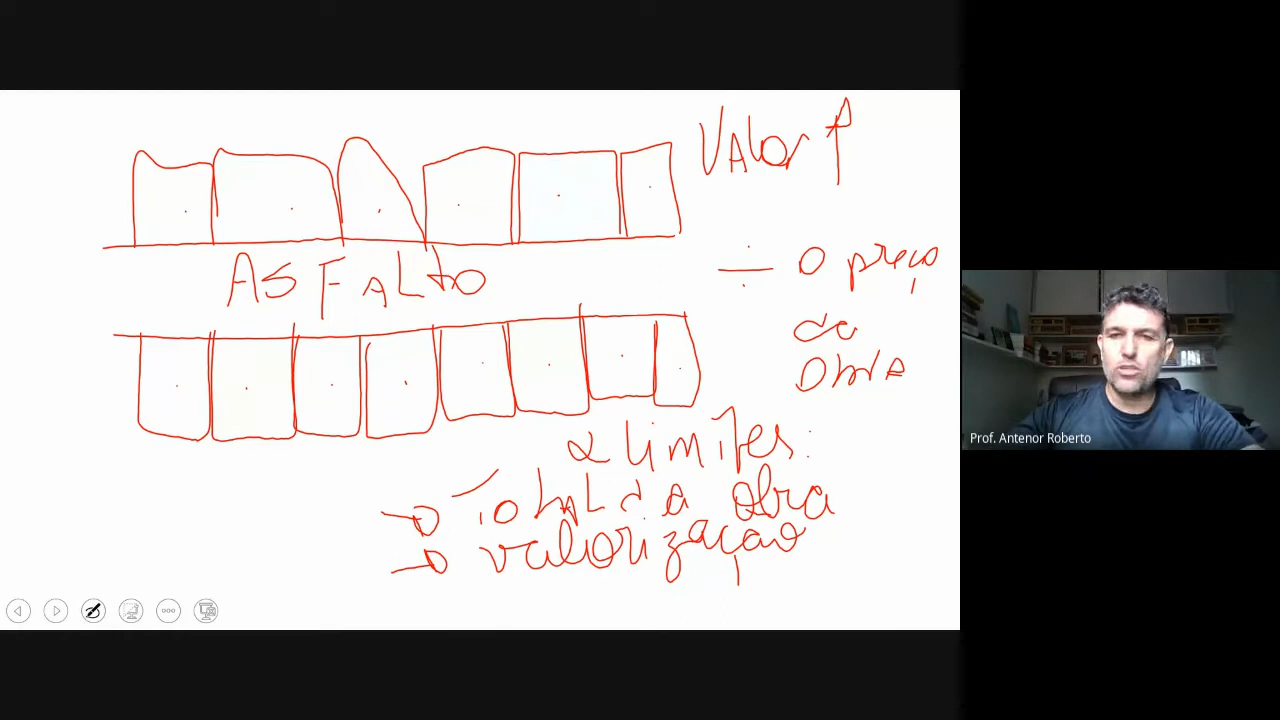 VALOR ↑
ASFALTO
÷ O preço
da
Obra
2 limites:
→ Total da obra
→ valorização
Prof. Antenor Roberto